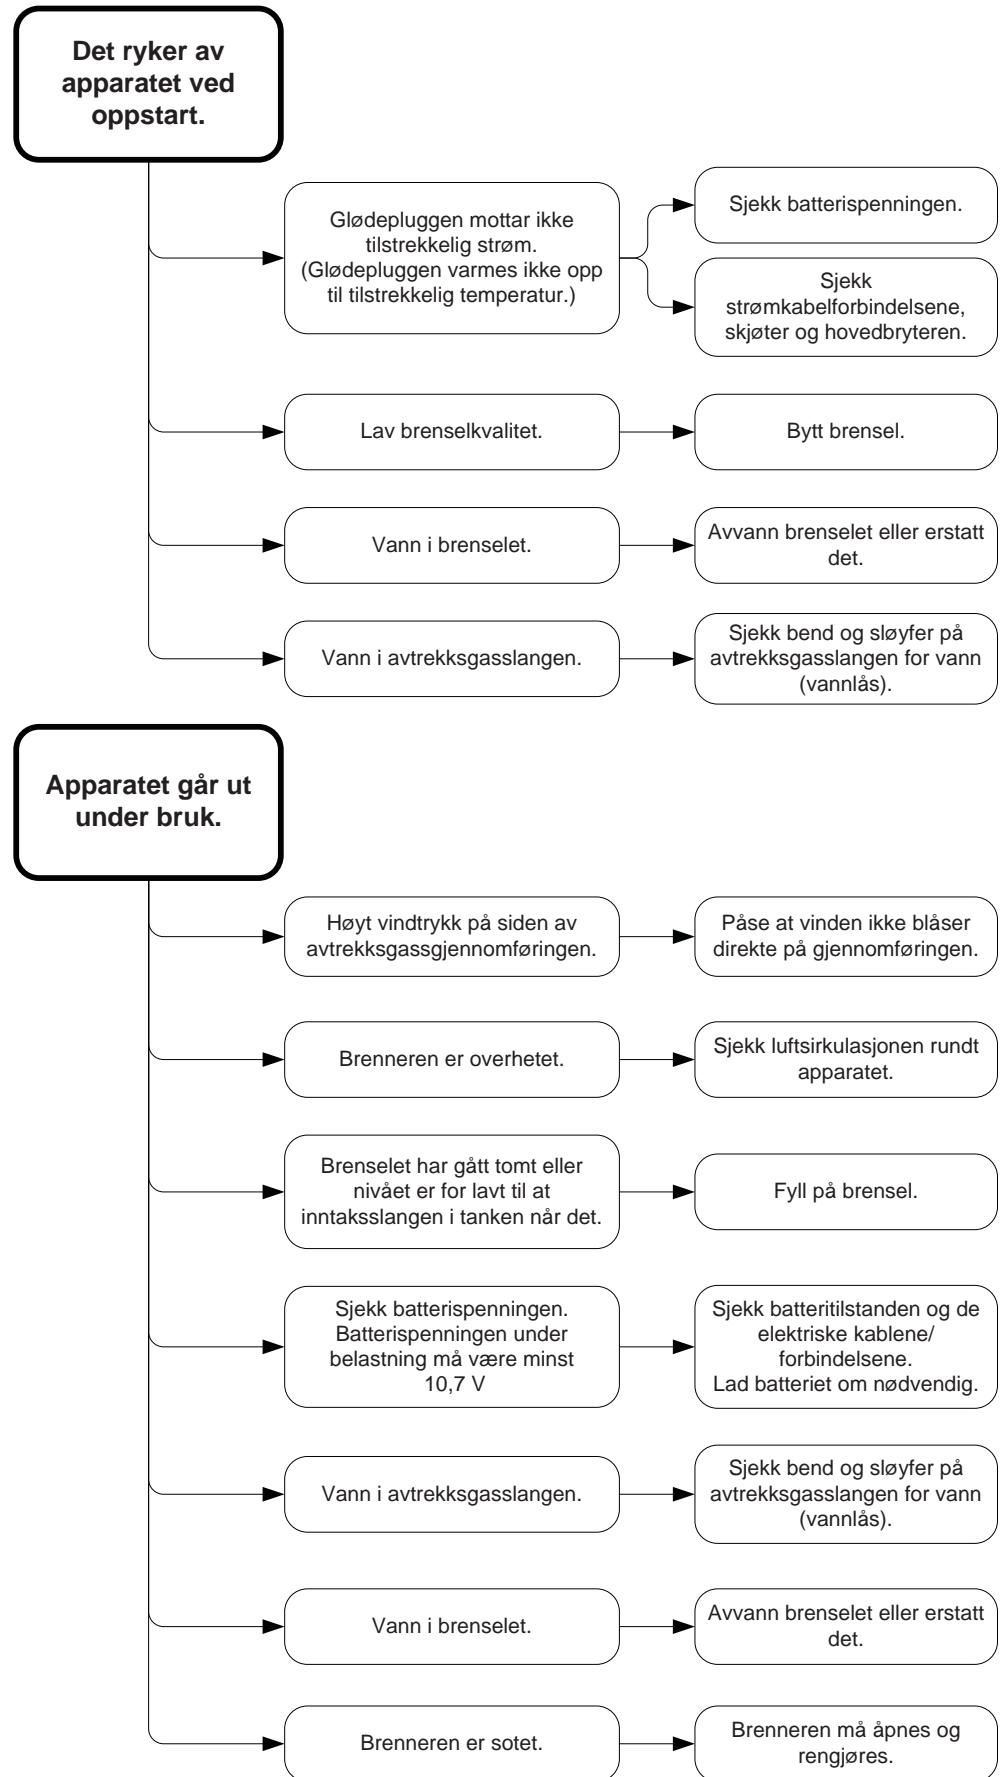 Det ryker av
apparatet ved
oppstart.
Glødepluggen mottar ikke
tilstrekkelig strøm.
(Glødepluggen varmes ikke opp
til tilstrekkelig temperatur.)
Sjekk batterispenningen.
Sjekk
strømkabelforbindelsene,
skjøter og hovedbryteren.
Lav brenselkvalitet.
Bytt brensel.
Vann i brenselet.
Avvann brenselet eller erstatt
det.
Vann i avtrekksgasslangen.
Sjekk bend og sløyfer på
avtrekksgasslangen for vann
(vannlås).
Apparatet går ut
under bruk.
Høyt vindtrykk på siden av
avtrekksgassgjennomføringen.
Påse at vinden ikke blåser
direkte på gjennomføringen.
Brenneren er overhetet.
Sjekk luftsirkulasjonen rundt
apparatet.
Brenselet har gått tomt eller
nivået er for lavt til at
inntaksslangen i tanken når det.
Fyll på brensel.
Sjekk batterispenningen.
Batterispenningen under
belastning må være minst
10,7 V
Sjekk batteritilstanden og de
elektriske kablene/
forbindelsene.
Lad batteriet om nødvendig.
Vann i avtrekksgasslangen.
Sjekk bend og sløyfer på
avtrekksgasslangen for vann
(vannlås).
Vann i brenselet.
Avvann brenselet eller erstatt
det.
Brenneren er sotet.
Brenneren må åpnes og
rengjøres.